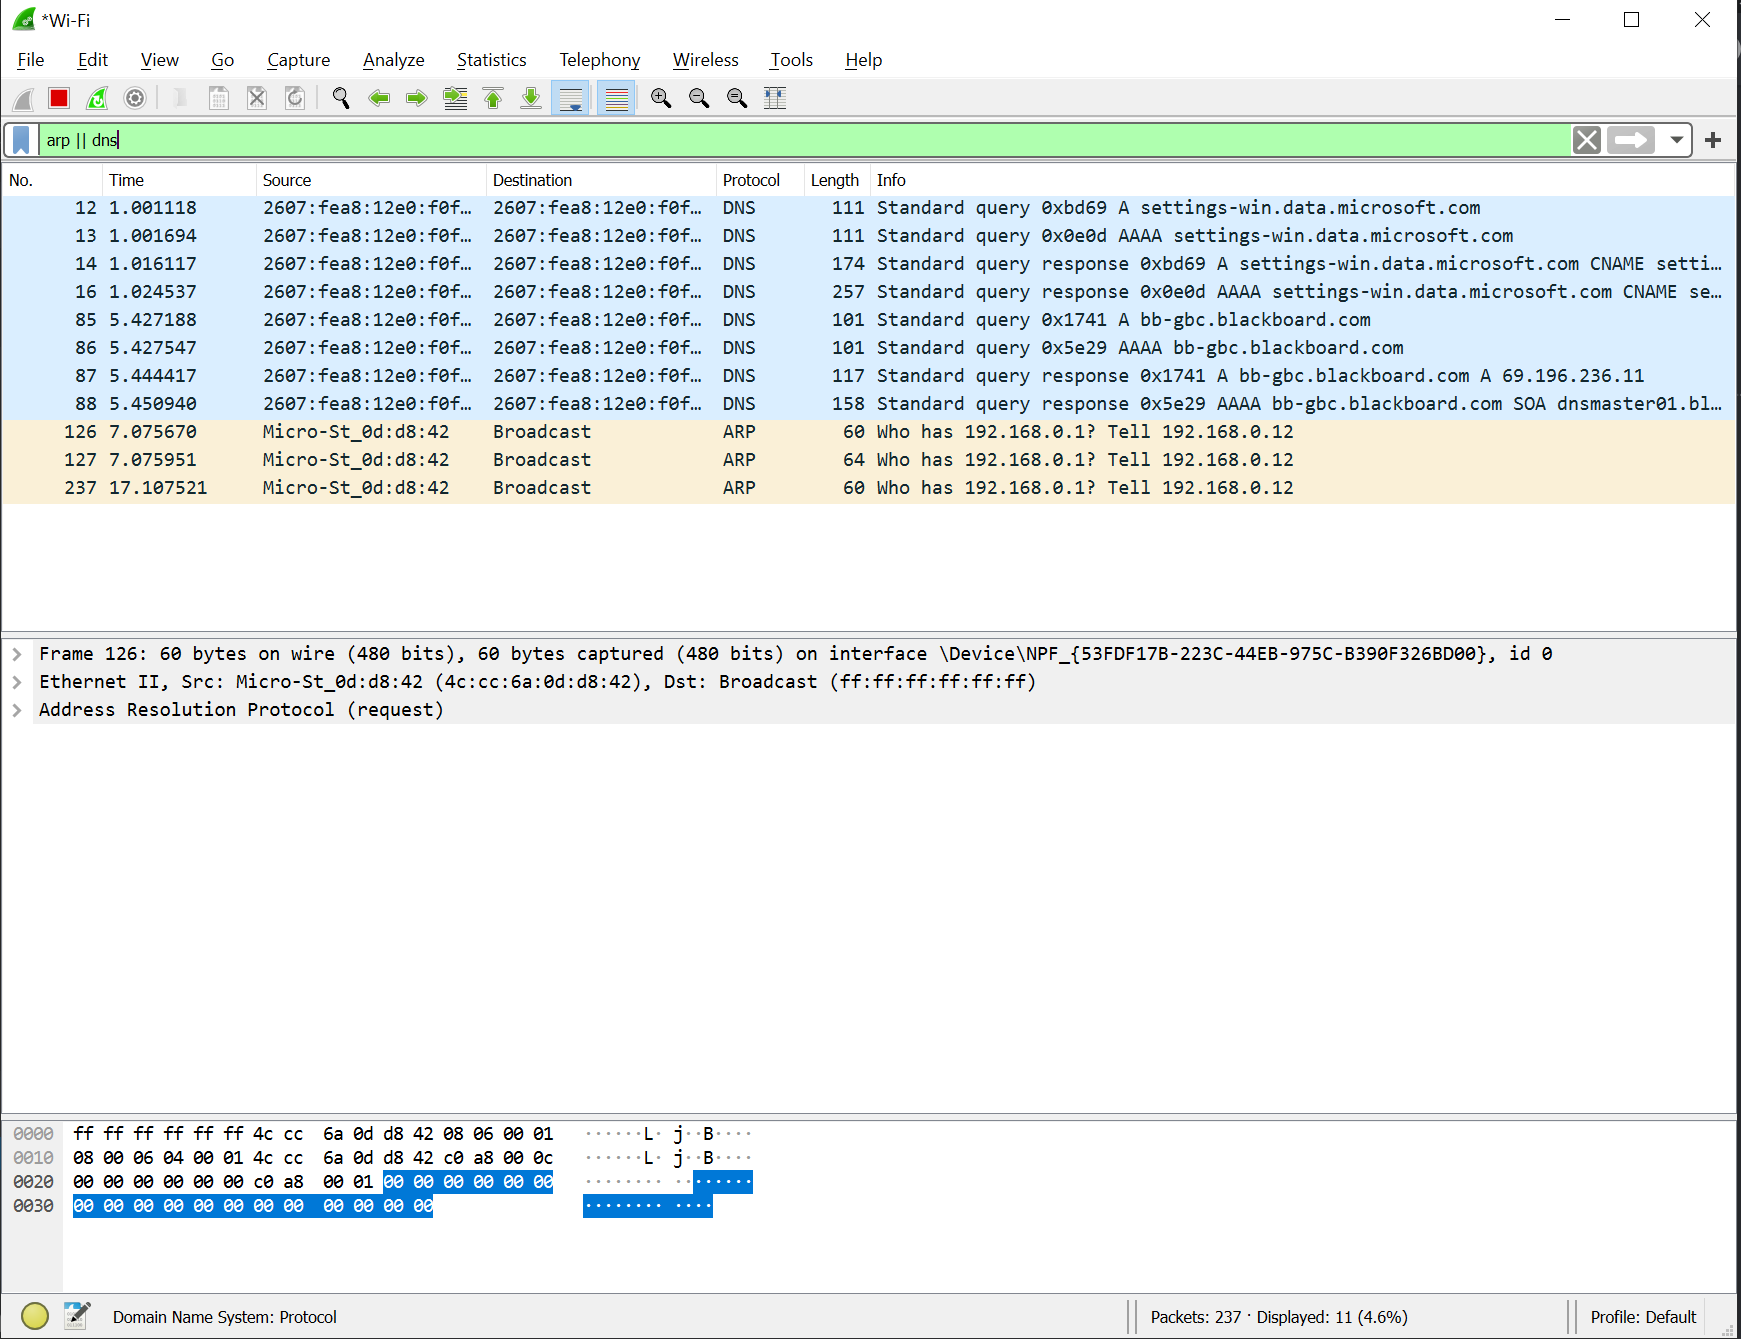 *Wi-Fi
File Edit View Go Capture Analyze Statistics Telephony Wireless Tools Help
arp || dns
No. Time Source Destination Protocol Length Info
12 1.001118 2607:fea8:12e0:f0f… 2607:fea8:12e0:f0f… DNS 111 Standard query 0xbd69 A settings-win.data.microsoft.com
13 1.001694 2607:fea8:12e0:f0f… 2607:fea8:12e0:f0f… DNS 111 Standard query 0x0e0d AAAA settings-win.data.microsoft.com
14 1.016117 2607:fea8:12e0:f0f… 2607:fea8:12e0:f0f… DNS 174 Standard query response 0xbd69 A settings-win.data.microsoft.com CNAME setti…
16 1.024537 2607:fea8:12e0:f0f… 2607:fea8:12e0:f0f… DNS 257 Standard query response 0x0e0d AAAA settings-win.data.microsoft.com CNAME se…
85 5.427188 2607:fea8:12e0:f0f… 2607:fea8:12e0:f0f… DNS 101 Standard query 0x1741 A bb-gbc.blackboard.com
86 5.427547 2607:fea8:12e0:f0f… 2607:fea8:12e0:f0f… DNS 101 Standard query 0x5e29 AAAA bb-gbc.blackboard.com
87 5.444417 2607:fea8:12e0:f0f… 2607:fea8:12e0:f0f… DNS 117 Standard query response 0x1741 A bb-gbc.blackboard.com A 69.196.236.11
88 5.450940 2607:fea8:12e0:f0f… 2607:fea8:12e0:f0f… DNS 158 Standard query response 0x5e29 AAAA bb-gbc.blackboard.com SOA dnsmaster01.bl…
126 7.075670 Micro-St_0d:d8:42 Broadcast ARP 60 Who has 192.168.0.1? Tell 192.168.0.12
127 7.075951 Micro-St_0d:d8:42 Broadcast ARP 64 Who has 192.168.0.1? Tell 192.168.0.12
237 17.107521 Micro-St_0d:d8:42 Broadcast ARP 60 Who has 192.168.0.1? Tell 192.168.0.12
Frame 126: 60 bytes on wire (480 bits), 60 bytes captured (480 bits) on interface \Device\NPF_{53FDF17B-223C-44EB-975C-B390F326BD00}, id 0
Ethernet II, Src: Micro-St_0d:d8:42 (4c:cc:6a:0d:d8:42), Dst: Broadcast (ff:ff:ff:ff:ff:ff)
Address Resolution Protocol (request)
0000 ff ff ff ff ff ff 4c cc 6a 0d d8 42 08 06 00 01 ······L· j··B····
0010 08 00 06 04 00 01 4c cc 6a 0d d8 42 c0 a8 00 0c ······L· j··B····
0020 00 00 00 00 00 00 c0 a8 00 01 00 00 00 00 00 00 ········ ········
0030 00 00 00 00 00 00 00 00 00 00 00 00 ········ ····
Domain Name System: Protocol Packets: 237 · Displayed: 11 (4.6%) Profile: Default